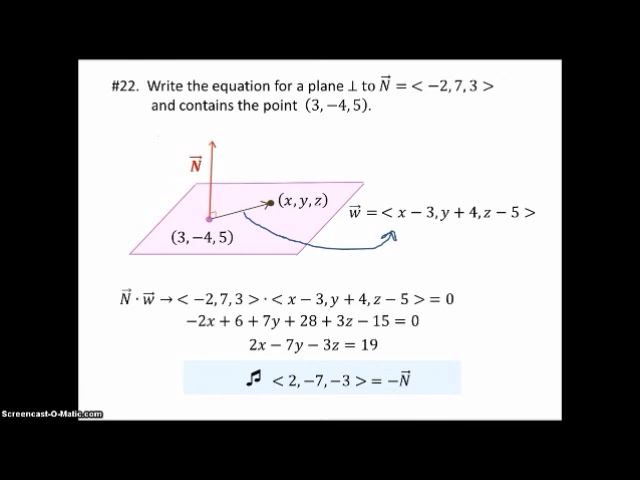 #22. Write the equation for a plane ⊥ to N⃗ = < −2, 7, 3 >
and contains the point (3, −4, 5).
N⃗
(x, y, z)
w⃗ = < x − 3, y + 4, z − 5 >
(3, −4, 5)
N⃗ · w⃗ → < −2, 7, 3 > · < x − 3, y + 4, z − 5 > = 0
−2x + 6 + 7y + 28 + 3z − 15 = 0
2x − 7y − 3z = 19
♫ < 2, −7, −3 > = −N⃗
Screencast-O-Matic.com